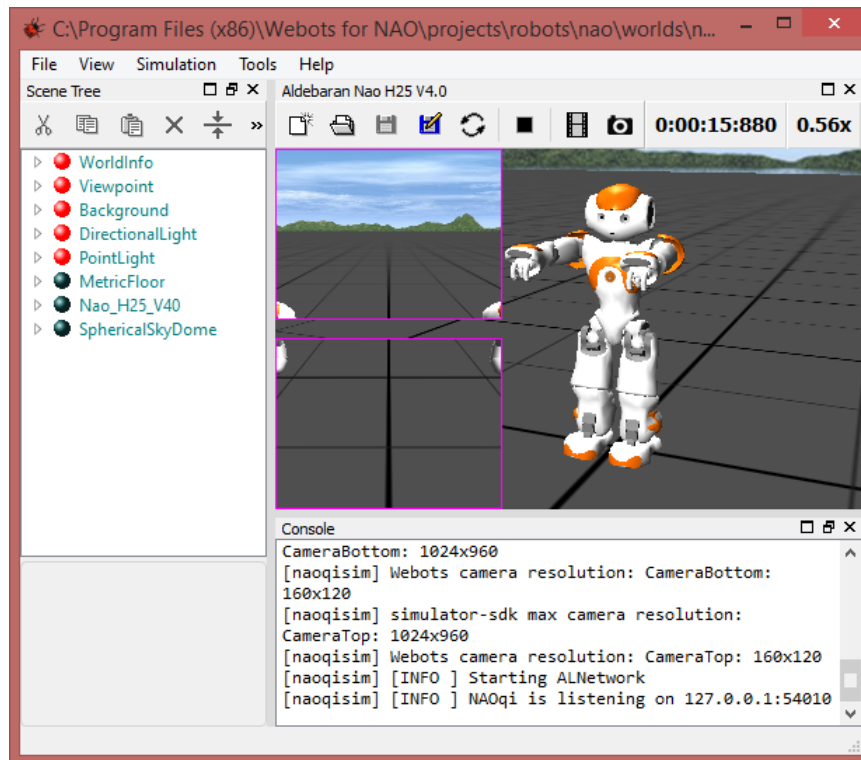 C:\Program Files (x86)\Webots for NAO\projects\robots\nao\worlds\n...
File View Simulation Tools Help
Scene Tree
Aldebaran Nao H25 V4.0
»
0:00:15:880 0.56x
WorldInfo
Viewpoint
Background
DirectionalLight
PointLight
MetricFloor
Nao_H25_V40
SphericalSkyDome
Console
CameraBottom: 1024x960
[naoqisim] Webots camera resolution: CameraBottom:
160x120
[naoqisim] simulator-sdk max camera resolution:
CameraTop: 1024x960
[naoqisim] Webots camera resolution: CameraTop: 160x120
[naoqisim] [INFO ] Starting ALNetwork
[naoqisim] [INFO ] NAOqi is listening on 127.0.0.1:54010